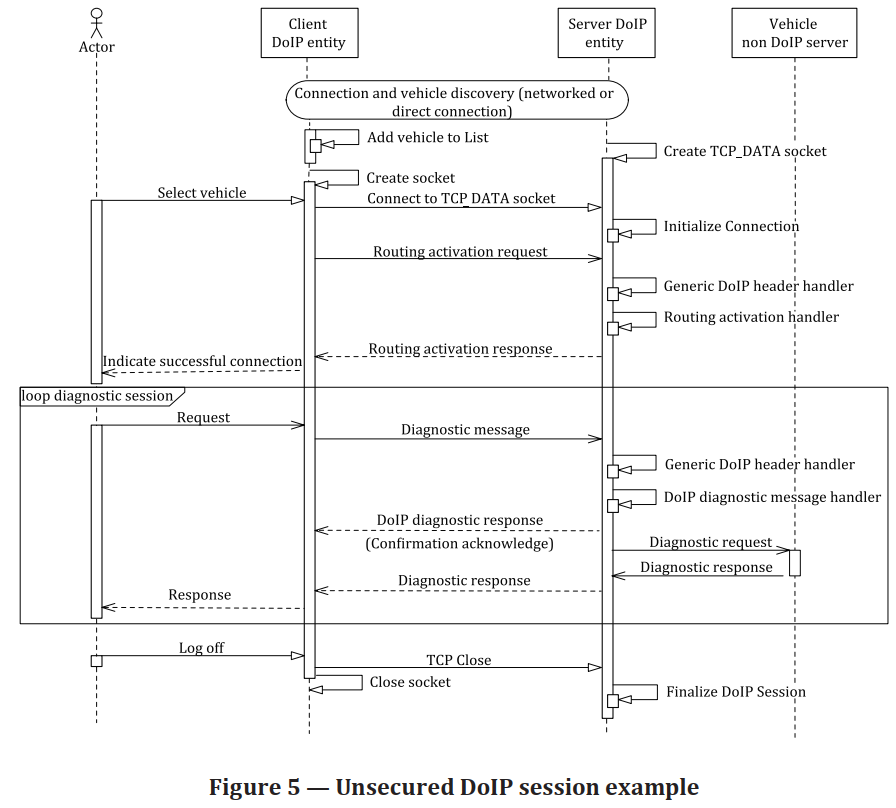 Actor
Client
DoIP entity
Server DoIP
entity
Vehicle
non DoIP server
Connection and vehicle discovery (networked or
direct connection)
Add vehicle to List
Create TCP_DATA socket
Create socket
Select vehicle
Connect to TCP_DATA socket
Initialize Connection
Routing activation request
Generic DoIP header handler
Routing activation handler
Routing activation response
Indicate successful connection
loop diagnostic session
Request
Diagnostic message
Generic DoIP header handler
DoIP diagnostic message handler
DoIP diagnostic response
(Confirmation acknowledge)
Diagnostic request
Diagnostic response
Diagnostic response
Response
Log off
TCP Close
Close socket
Finalize DoIP Session
Figure 5 — Unsecured DoIP session example